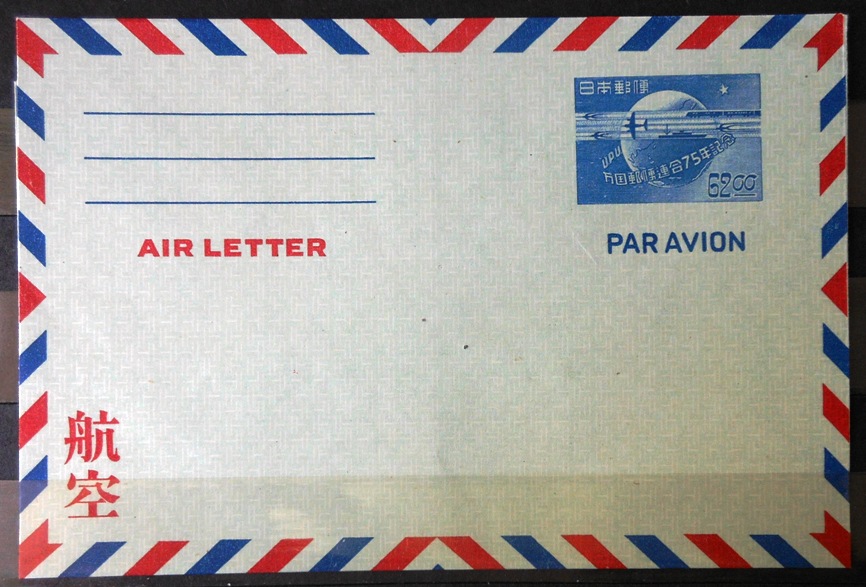 日本郵便
UPU
万国郵便連合75年記念
62.00
AIR LETTER
PAR AVION
航空